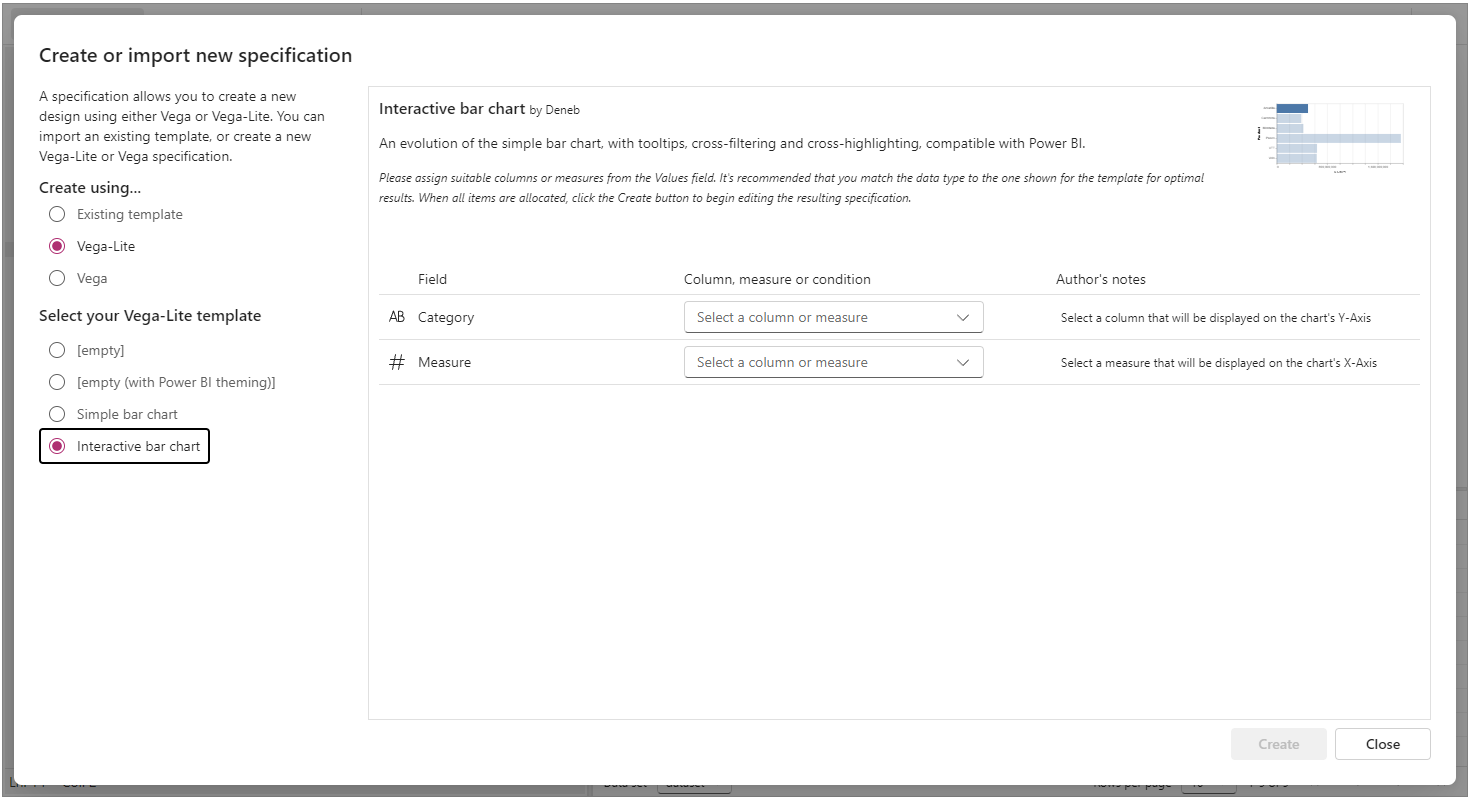 Create or import new specification
A specification allows you to create a new
design using either Vega or Vega-Lite. You can
import an existing template, or create a new
Vega-Lite or Vega specification.
Create using...
Existing template
Vega-Lite
Vega
Select your Vega-Lite template
[empty]
[empty (with Power BI theming)]
Simple bar chart
Interactive bar chart
Interactive bar chart by Deneb
An evolution of the simple bar chart, with tooltips, cross-filtering and cross-highlighting, compatible with Power BI.
Please assign suitable columns or measures from the Values field. It's recommended that you match the data type to the one shown for the template for optimal
results. When all items are allocated, click the Create button to begin editing the resulting specification.
Field Column, measure or condition Author's notes
AB Category Select a column or measure Select a column that will be displayed on the chart's Y-Axis
# Measure Select a column or measure Select a measure that will be displayed on the chart's X-Axis
Create Close